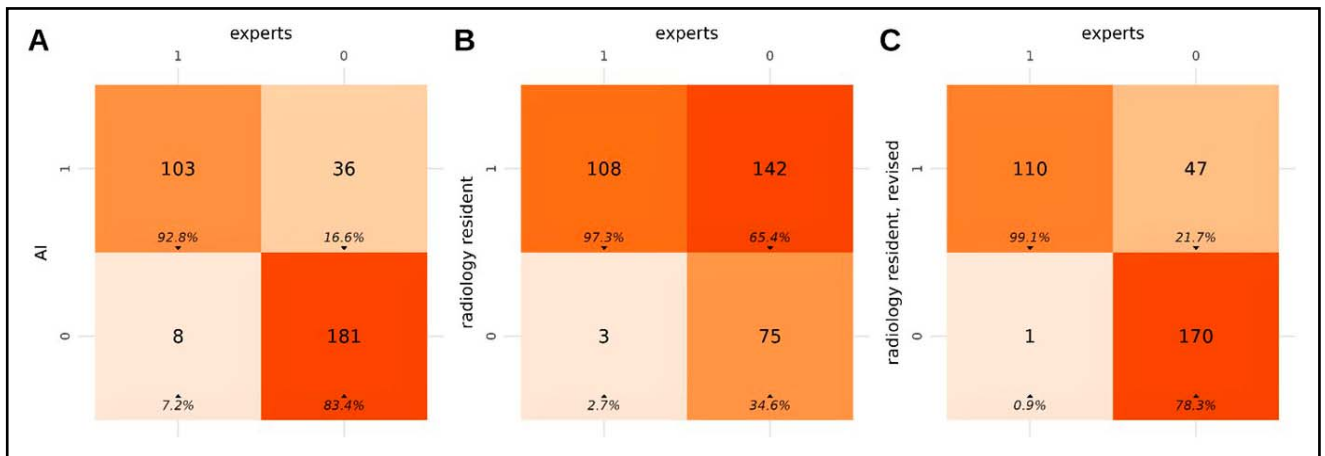 A
experts
1 0
AI
1
103 36
92.8% 16.6%
0
8 181
7.2% 83.4%
B
experts
1 0
radiology resident
1
108 142
97.3% 65.4%
0
3 75
2.7% 34.6%
C
experts
1 0
radiology resident, revised
1
110 47
99.1% 21.7%
0
1 170
0.9% 78.3%